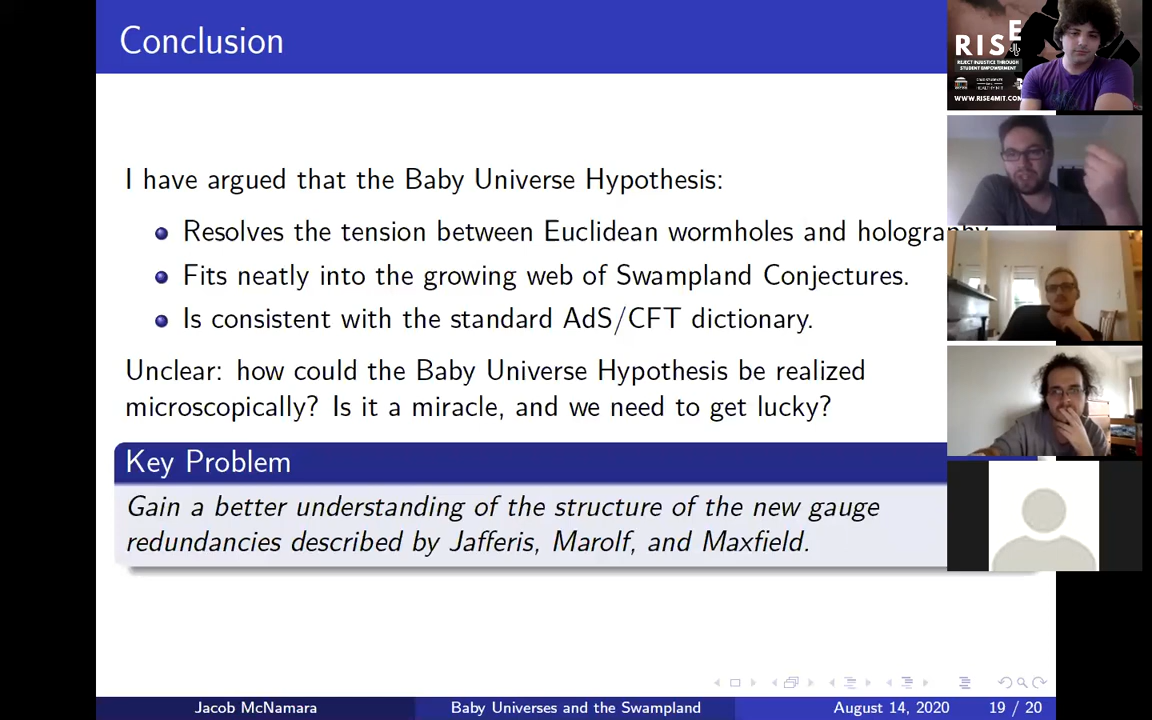 Conclusion
I have argued that the Baby Universe Hypothesis:
Resolves the tension between Euclidean wormholes and holography.
Fits neatly into the growing web of Swampland Conjectures.
Is consistent with the standard AdS/CFT dictionary.
Unclear: how could the Baby Universe Hypothesis be realized
microscopically? Is it a miracle, and we need to get lucky?
Key Problem
Gain a better understanding of the structure of the new gauge
redundancies described by Jafferis, Marolf, and Maxfield.
Jacob McNamara
Baby Universes and the Swampland
August 14, 2020
19 / 20
RISE
REJECT INJUSTICE THROUGH
STUDENT EMPOWERMENT
WWW.RISE4MIT.COM